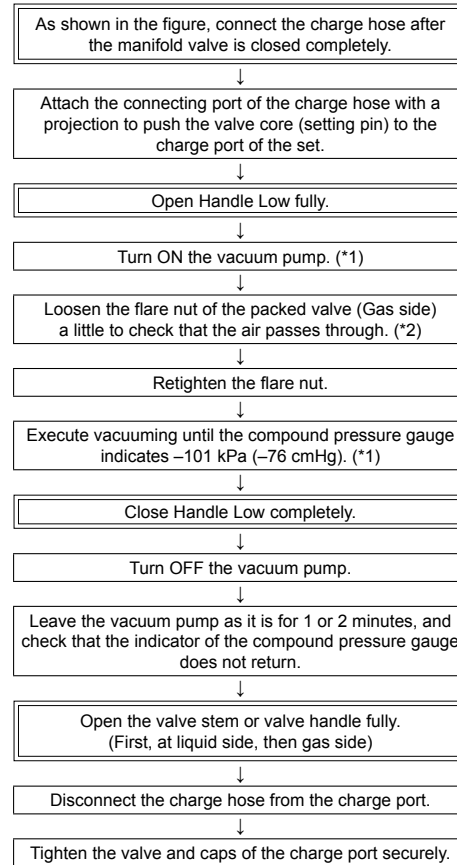 As shown in the figure, connect the charge hose after
the manifold valve is closed completely.
↓
Attach the connecting port of the charge hose with a
projection to push the valve core (setting pin) to the
charge port of the set.
↓
Open Handle Low fully.
↓
Turn ON the vacuum pump. (*1)
↓
Loosen the flare nut of the packed valve (Gas side)
a little to check that the air passes through. (*2)
↓
Retighten the flare nut.
↓
Execute vacuuming until the compound pressure gauge
indicates –101 kPa (–76 cmHg). (*1)
↓
Close Handle Low completely.
↓
Turn OFF the vacuum pump.
↓
Leave the vacuum pump as it is for 1 or 2 minutes, and
check that the indicator of the compound pressure gauge
does not return.
↓
Open the valve stem or valve handle fully.
(First, at liquid side, then gas side)
↓
Disconnect the charge hose from the charge port.
↓
Tighten the valve and caps of the charge port securely.